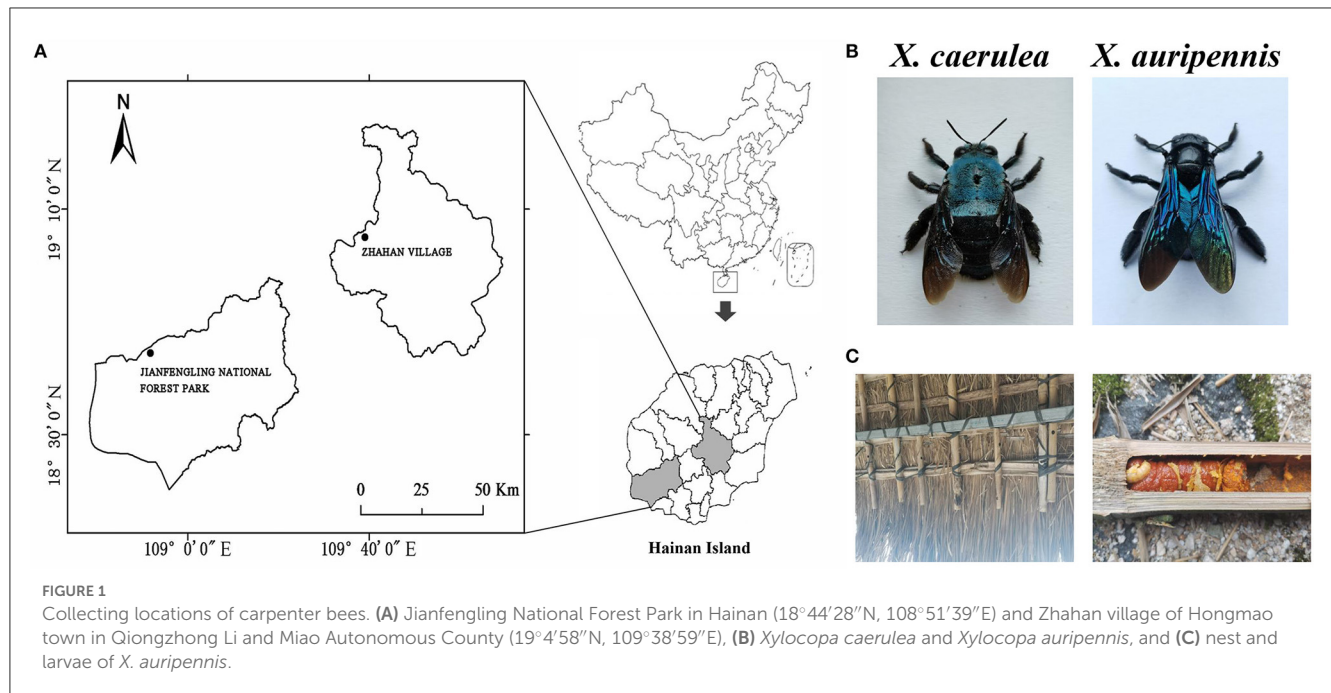 A
N
19° 10′ 0″ N
18° 30′ 0″ N
ZHAHAN VILLAGE
JIANFENGLING NATIONAL
FOREST PARK
0 25 50 Km
109° 0′0″ E
109° 40′0″ E
Hainan Island
B
X. caerulea
X. auripennis
C
FIGURE 1
Collecting locations of carpenter bees. (A) Jianfengling National Forest Park in Hainan (18°44′28″N, 108°51′39″E) and Zhahan village of Hongmao
town in Qiongzhong Li and Miao Autonomous County (19°4′58″N, 109°38′59″E), (B) Xylocopa caerulea and Xylocopa auripennis, and (C) nest and
larvae of X. auripennis.